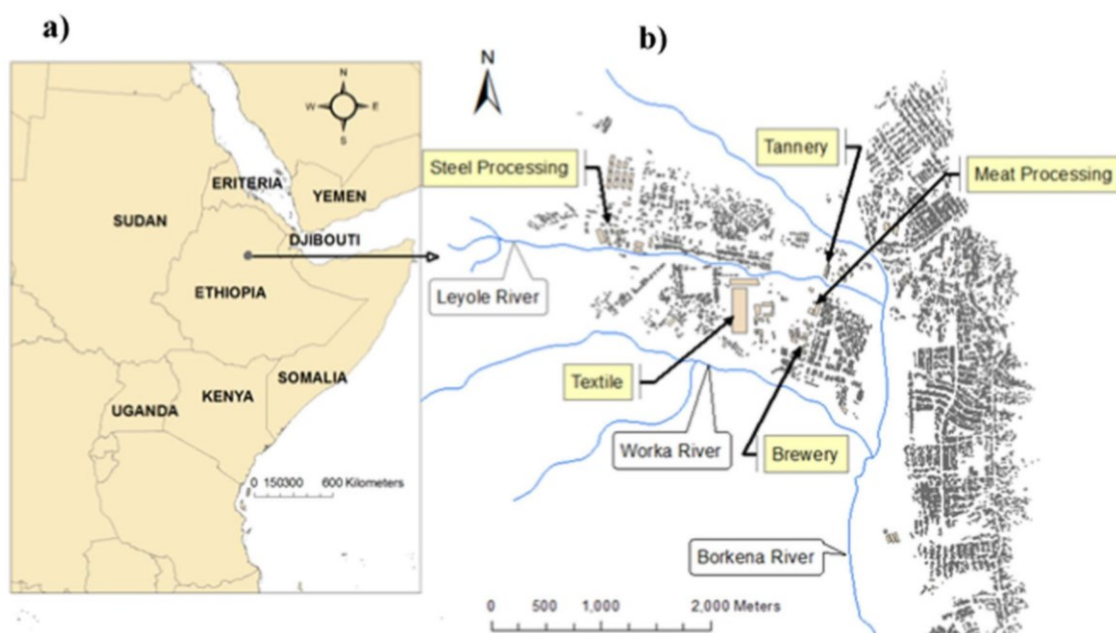 a)
N
W E
S
ERITERIA
YEMEN
SUDAN
DJIBOUTI
ETHIOPIA
SOMALIA
KENYA
UGANDA
0 150300 600 Kilometers
b)
N
Tannery
Steel Processing
Meat Processing
Leyole River
Textile
Worka River
Brewery
Borkena River
0 500 1,000 2,000 Meters